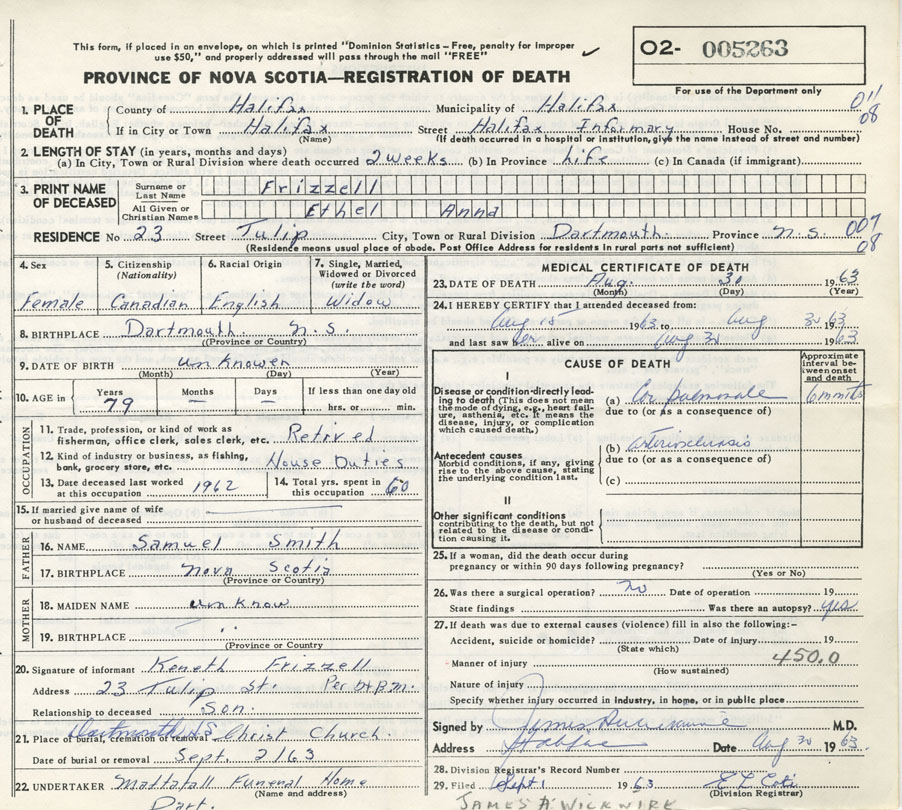 This form, if placed in an envelope, on which is printed "Dominion Statistics – Free, penalty for improper
use $50," and properly addressed will pass through the mail "FREE"
O2- 005263
For use of the Department only
PROVINCE OF NOVA SCOTIA—REGISTRATION OF DEATH
1. PLACE OF DEATH County of Halifax Municipality of Halifax 011
If in City or Town Halifax Street Halifax Infirmary House No. 08
(Name) (If death occurred in a hospital or institution, give the name instead of street and number)
2. LENGTH OF STAY (in years, months and days)
(a) In City, Town or Rural Division where death occurred 2 weeks (b) In Province Life (c) In Canada (if immigrant)
3. PRINT NAME OF DECEASED Surname or Last Name Frizzell
All Given or Christian Names Ethel Anna
RESIDENCE No 23 Street Tulip City, Town or Rural Division Dartmouth. Province N.S. 007
(Residence means usual place of abode. Post Office Address for residents in rural parts not sufficient) 08
4. Sex 5. Citizenship (Nationality) 6. Racial Origin 7. Single, Married, Widowed or Divorced (write the word)
Female Canadian English Widow
8. BIRTHPLACE Dartmouth. N.S.
(Province or Country)
9. DATE OF BIRTH unknowen
(Month) (Day) (Year)
10. AGE in Years Months Days If less than one day old
79 – – hrs. or min.
OCCUPATION
11. Trade, profession, or kind of work as
fisherman, office clerk, sales clerk, etc. Retired
12. Kind of industry or business, as fishing,
bank, grocery store, etc. House Duties
13. Date deceased last worked at this occupation 1962 14. Total yrs. spent in this occupation 60
15. If married give name of wife
or husband of deceased
FATHER
16. NAME Samuel Smith
17. BIRTHPLACE Nova Scotia
(Province or Country)
MOTHER
18. MAIDEN NAME unknow
19. BIRTHPLACE
(Province or Country)
20. Signature of informant Keneth Frizzell
Address 23 Tulip St. Per
Relationship to deceased Son.
21. Place of burial, cremation or removal Dartmouth N.S Christ Church.
Date of burial or removal Sept. 2/63
22. UNDERTAKER Mattatall Funeral Home
(Name and address)
Dart.
MEDICAL CERTIFICATE OF DEATH
23. DATE OF DEATH Aug. 30 1963
(Month) (Day) (Year)
24. I HEREBY CERTIFY that I attended deceased from:
Aug 15 1963 to Aug 30 1963
and last saw her alive on Aug 30 1963
CAUSE OF DEATH
Approximate interval between onset and death
I
Disease or condition directly leading to death (This does not mean the mode of dying, e.g., heart failure, asthenia, etc. It means the disease, injury, or complication which caused death.)
(a) Cor pulmonale 6 months
due to (or as a consequence of)
Antecedent causes
Morbid conditions, if any, giving rise to the above cause, stating the underlying condition last.
(b)
due to (or as a consequence of)
(c)
II
Other significant conditions
contributing to the death, but not related to the disease or condition causing it.
25. If a woman, did the death occur during
pregnancy or within 90 days following pregnancy?
(Yes or No)
26. Was there a surgical operation? no Date of operation 19
State findings Was there an autopsy? yes
27. If death was due to external causes (violence) fill in also the following:-
Accident, suicide or homicide? Date of injury 19
(State which)
Manner of injury 450.0
(How sustained)
Nature of injury
Specify whether injury occurred in industry, in home, or in public place
Signed by M.D.
Address Halifax Date Aug 30 1963
28. Division Registrar's Record Number
29. Filed Sept 1 1963
(Division Registrar)
JAMES A. WICKWIRE